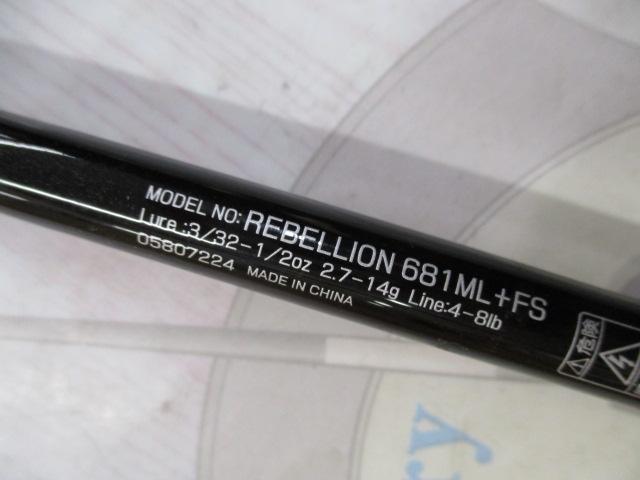 MODEL NO: REBELLION 681ML+FS
Lure :3/32-1/2oz 2.7-14g Line:4-8lb
05807224 MADE IN CHINA
危険
ry